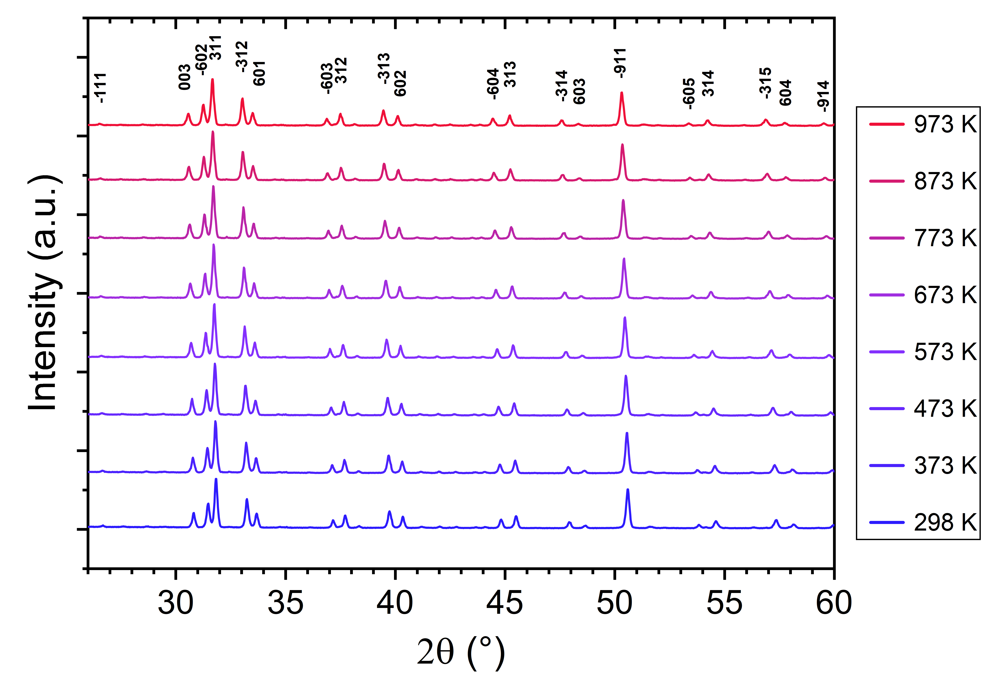 -111
003
-602
311
-312
601
-603
312
-313
602
-604
313
-314
603
-911
-605
314
-315
604
-914
Intensity (a.u.)
973 K
873 K
773 K
673 K
573 K
473 K
373 K
298 K
30 35 40 45 50 55 60
2θ (°)